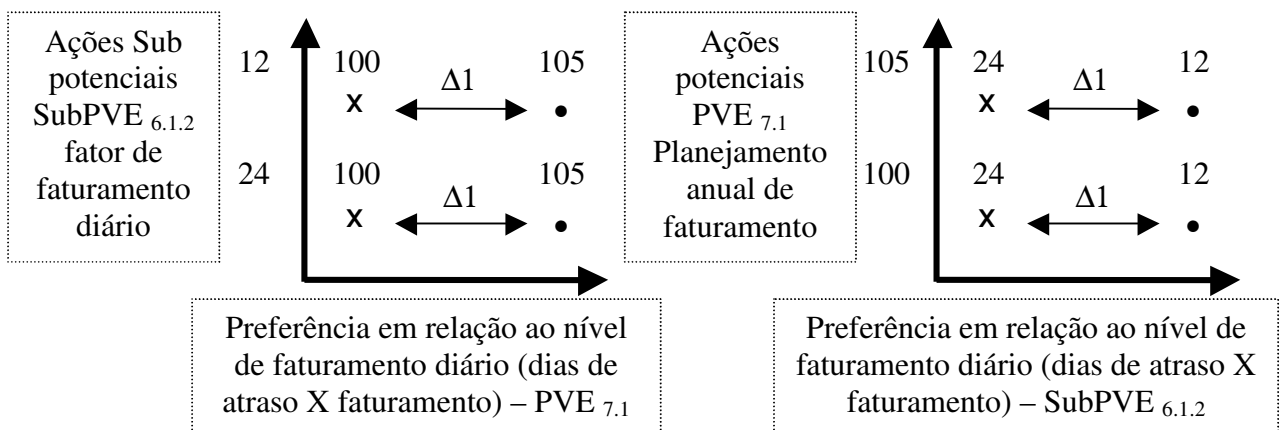 Ações Sub
potenciais
SubPVE 6.1.2
fator de
faturamento
diário
12
100
Δ1
105
x
•
24
100
Δ1
105
x
•
Preferência em relação ao nível
de faturamento diário (dias de
atraso X faturamento) – PVE 7.1
Ações
potenciais
PVE 7.1
Planejamento
anual de
faturamento
105
24
Δ1
12
x
•
100
24
Δ1
12
x
•
Preferência em relação ao nível de
faturamento diário (dias de atraso X
faturamento) – SubPVE 6.1.2